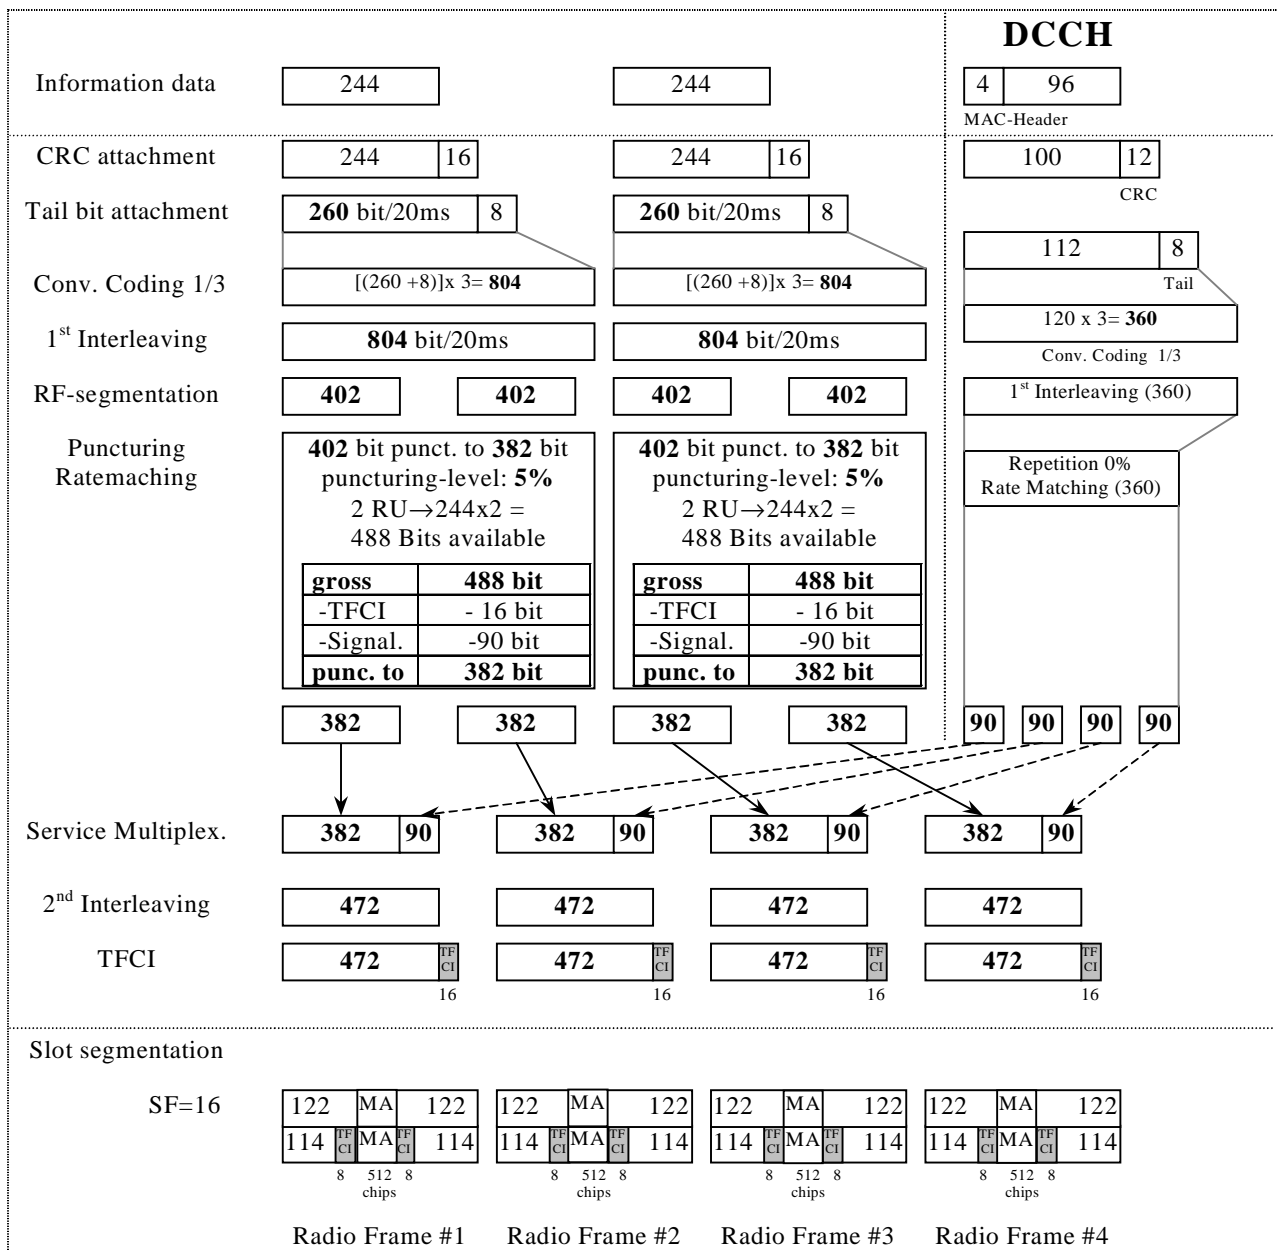 DCCH
Information data 244 244 4 96
MAC-Header
CRC attachment 244 16 244 16 100 12
CRC
Tail bit attachment 260 bit/20ms 8 260 bit/20ms 8
112 8
Tail
Conv. Coding 1/3 [(260 +8)]x 3= 804 [(260 +8)]x 3= 804
120 x 3= 360
Conv. Coding 1/3
1st Interleaving 804 bit/20ms 804 bit/20ms
RF-segmentation 402 402 402 402 1st Interleaving (360)
Puncturing
Ratemaching
402 bit punct. to 382 bit
puncturing-level: 5%
2 RU→244x2 =
488 Bits available
gross 488 bit
-TFCI - 16 bit
-Signal. -90 bit
punc. to 382 bit
402 bit punct. to 382 bit
puncturing-level: 5%
2 RU→244x2 =
488 Bits available
gross 488 bit
-TFCI - 16 bit
-Signal. -90 bit
punc. to 382 bit
Repetition 0%
Rate Matching (360)
382 382 382 382 90 90 90 90
Service Multiplex. 382 90 382 90 382 90 382 90
2nd Interleaving 472 472 472 472
TFCI 472 TF CI 472 TF CI 472 TF CI 472 TF CI
16 16 16 16
Slot segmentation
SF=16 122 MA 122 122 MA 122 122 MA 122 122 MA 122
114 TF CI MA TF CI 114 114 TF CI MA TF CI 114 114 TF CI MA TF CI 114 114 TF CI MA TF CI 114
8 512 8 8 512 8 8 512 8 8 512 8
chips chips chips chips
Radio Frame #1 Radio Frame #2 Radio Frame #3 Radio Frame #4